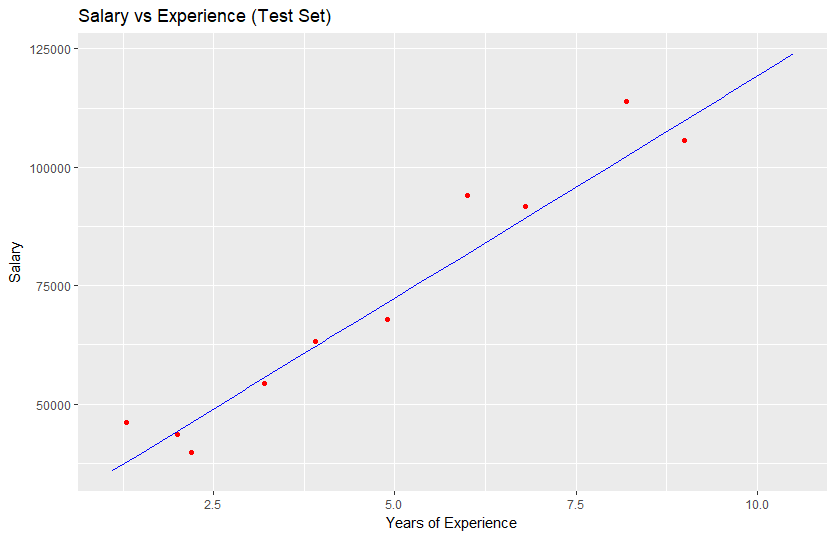 Salary vs Experience (Test Set)
125000
100000
75000
50000
Salary
2.5 5.0 7.5 10.0
Years of Experience